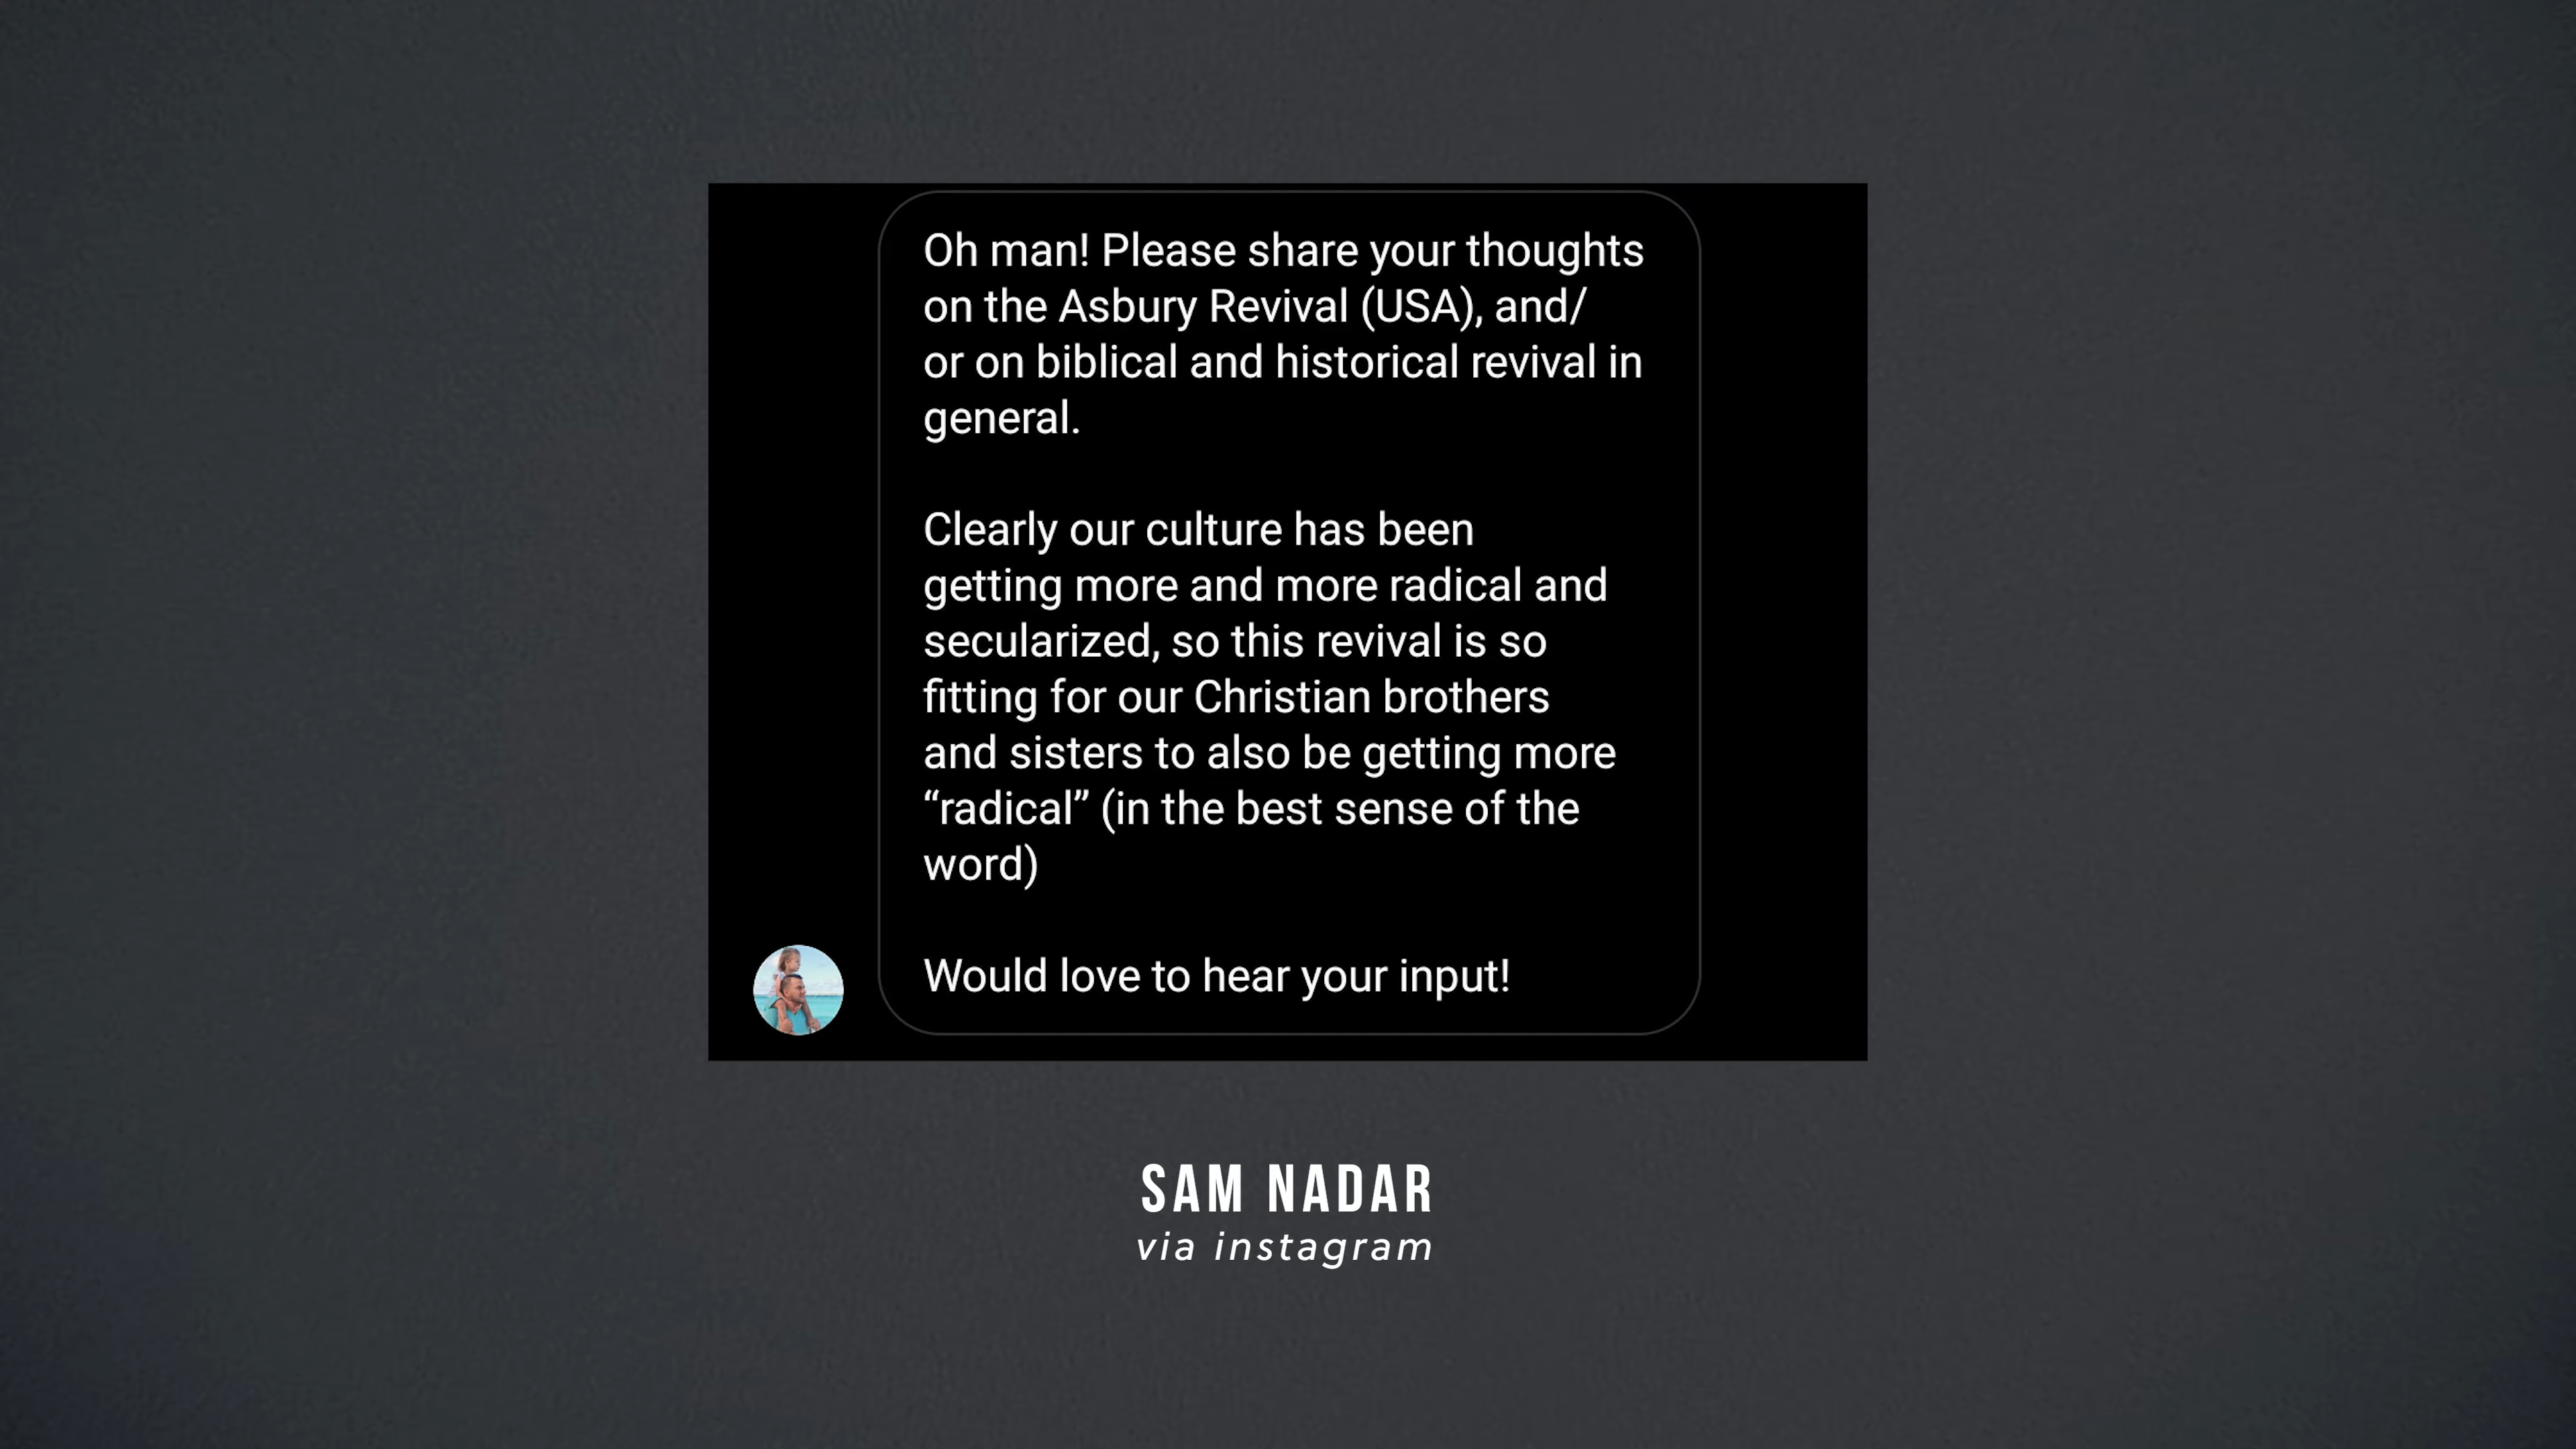 Oh man! Please share your thoughts
on the Asbury Revival (USA), and/
or on biblical and historical revival in
general.
Clearly our culture has been
getting more and more radical and
secularized, so this revival is so
fitting for our Christian brothers
and sisters to also be getting more
“radical” (in the best sense of the
word)
Would love to hear your input!
SAM NADAR
via instagram